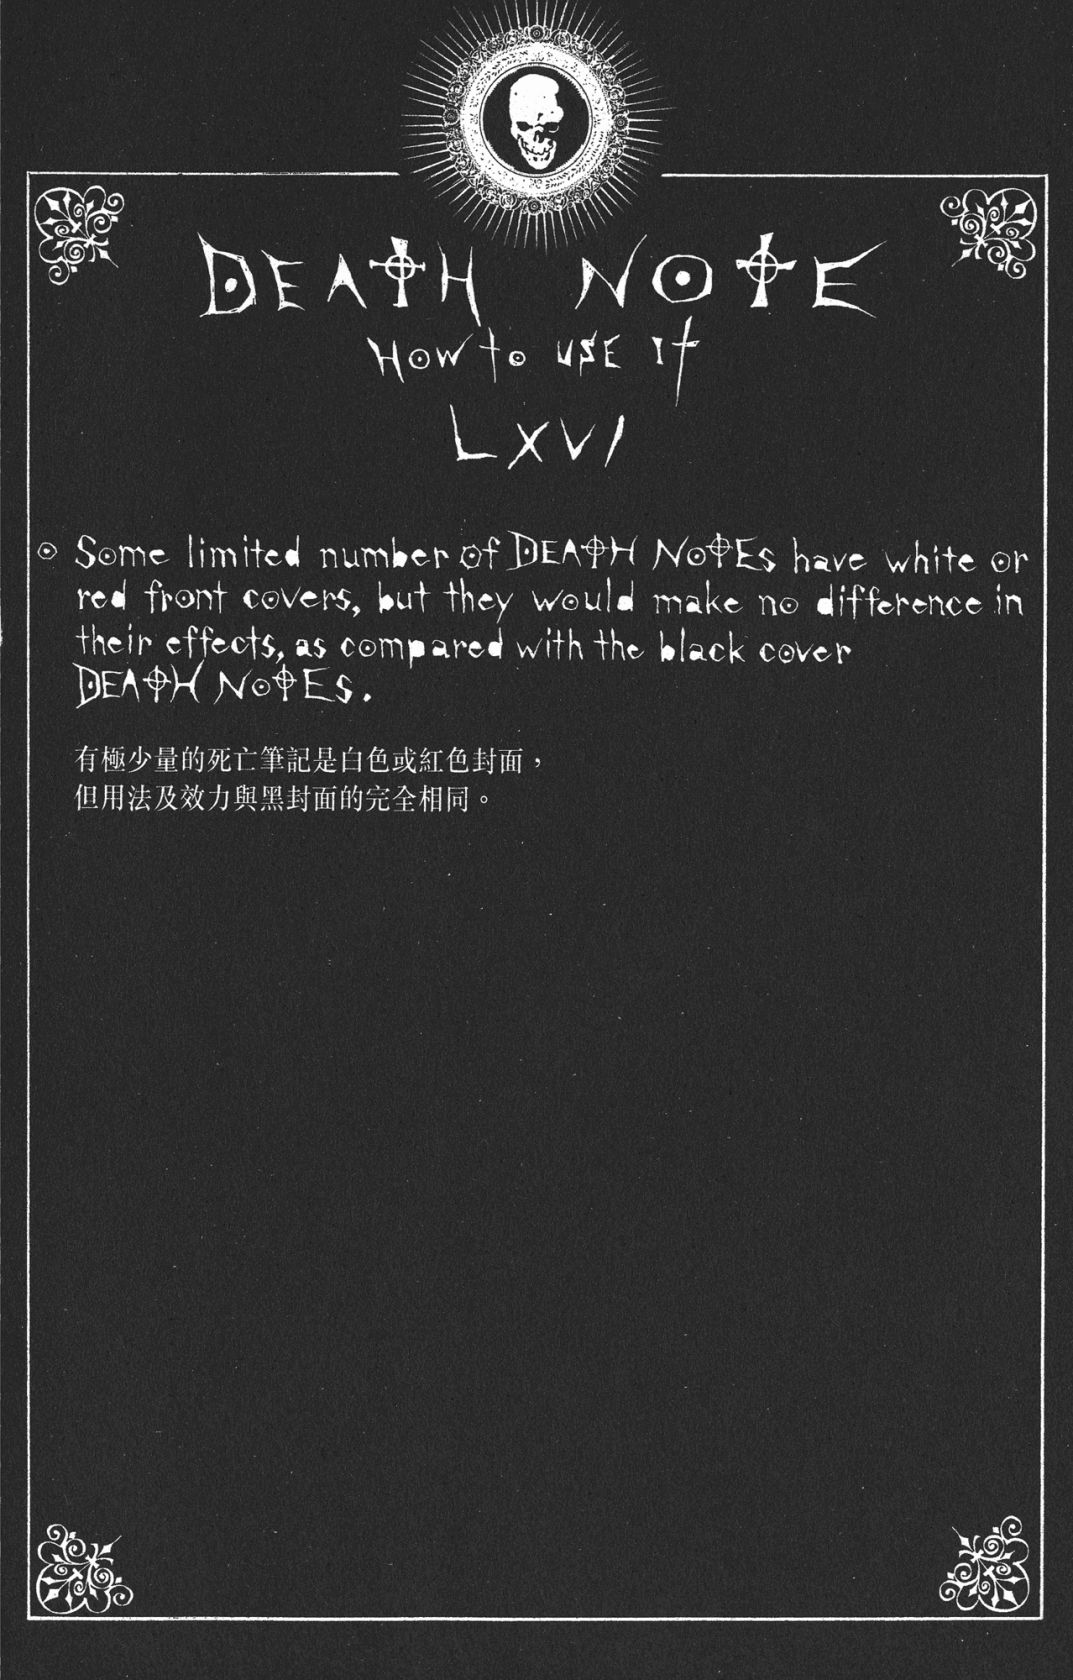 DEATH NOTE
How to use it
LXVI
Some limited number of DEATH NOTEs have white or
red front covers, but they would make no difference in
their effects, as compared with the black cover
DEATH NOTEs.
有極少量的死亡筆記是白色或紅色封面，
但用法及效力與黑封面的完全相同。